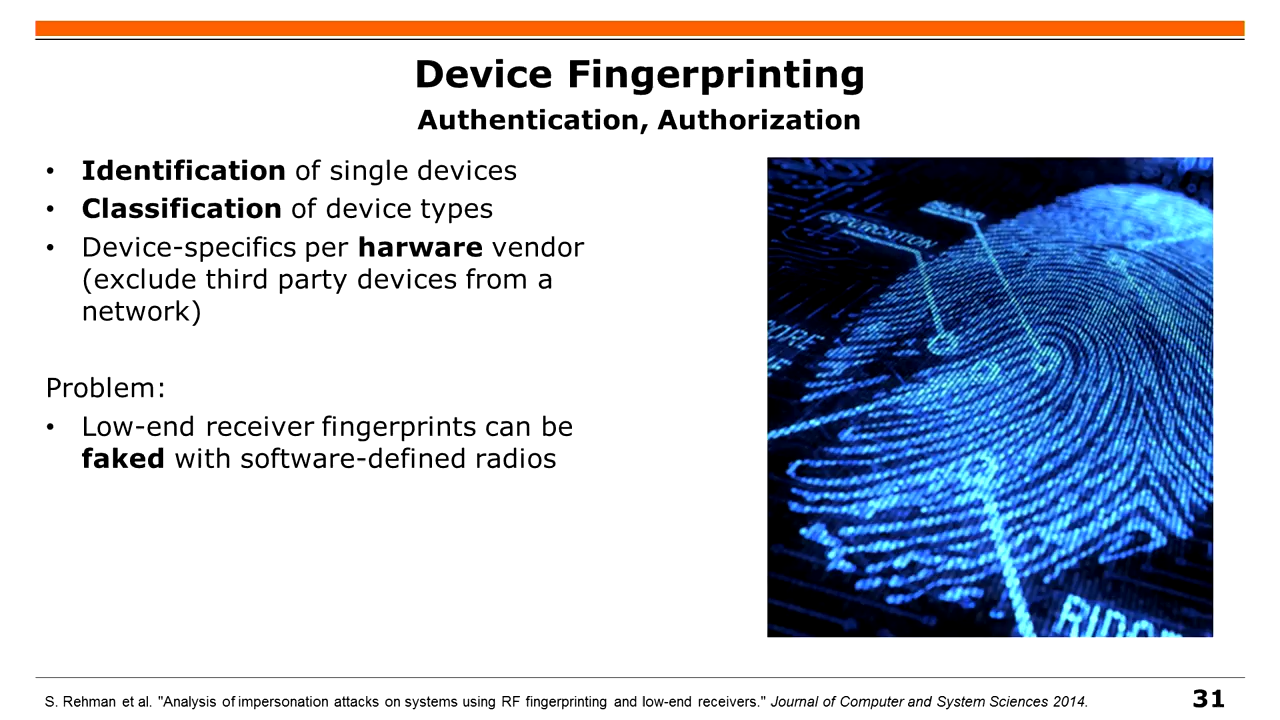 Device Fingerprinting
Authentication, Authorization
• Identification of single devices
• Classification of device types
• Device-specifics per harware vendor
(exclude third party devices from a
network)
Problem:
• Low-end receiver fingerprints can be
faked with software-defined radios
BIFURCATION
ISLAND
S. Rehman et al. "Analysis of impersonation attacks on systems using RF fingerprinting and low-end receivers." Journal of Computer and System Sciences 2014.
31